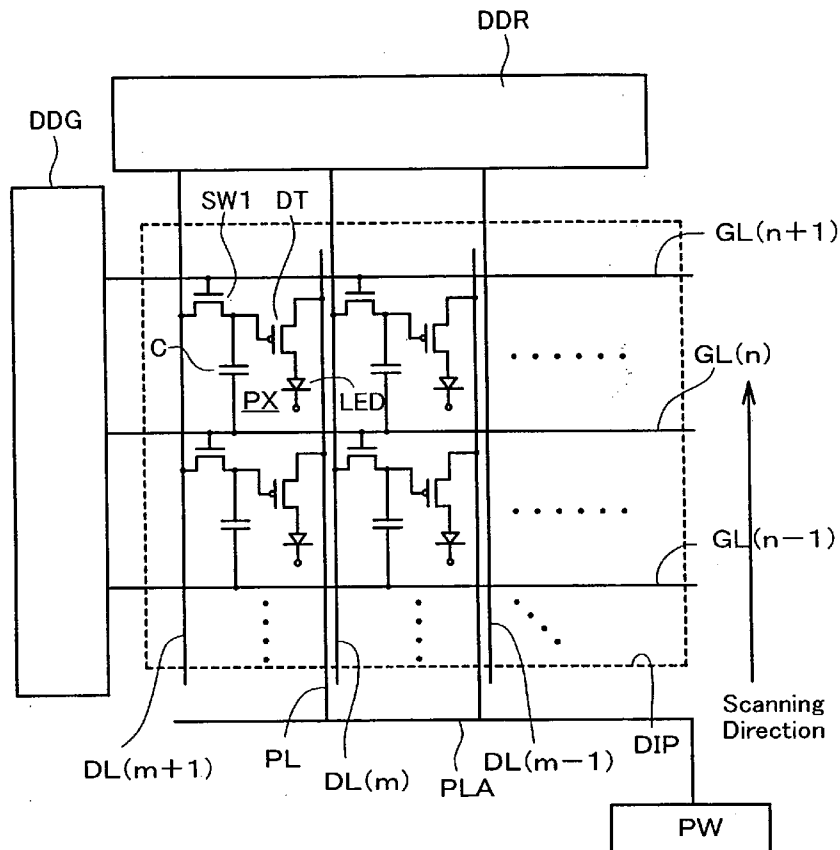 DDR
DDG
SW1
DT
GL(n+1)
C
PX
LED
GL(n)
GL(n−1)
DL(m+1)
PL
DL(m)
PLA
DL(m−1)
DIP
Scanning
Direction
PW